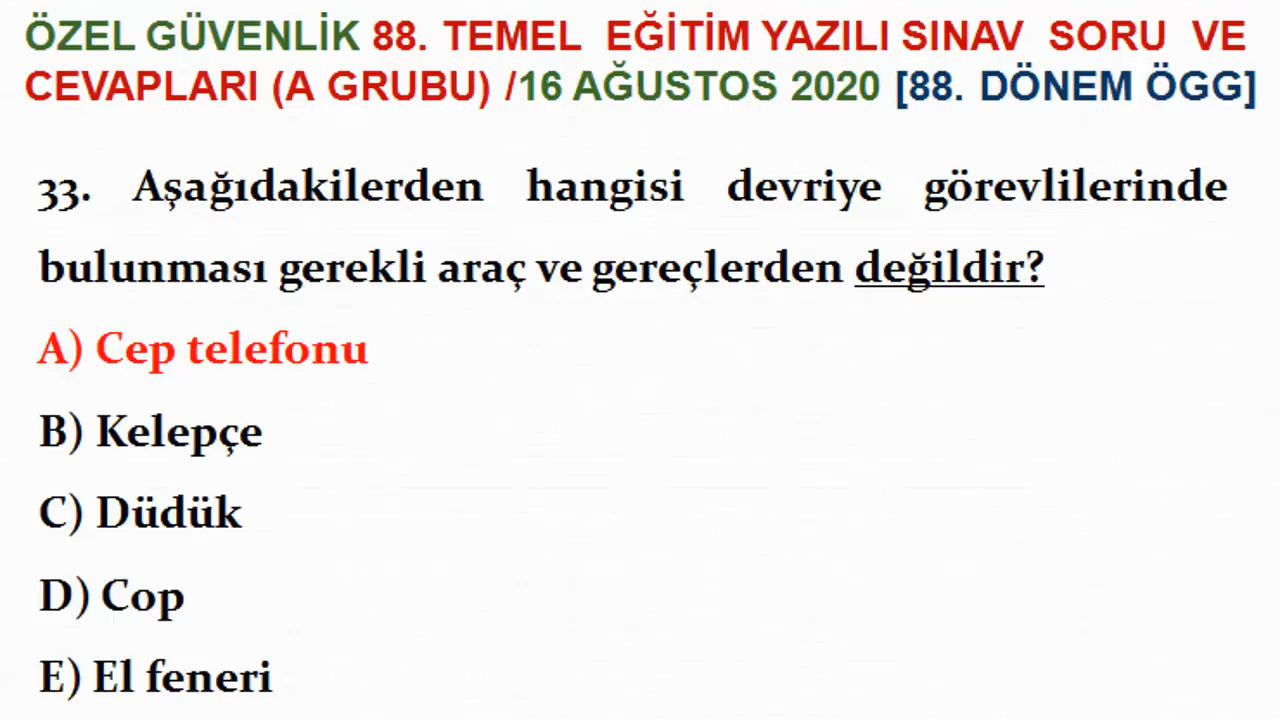 ÖZEL GÜVENLİK 88. TEMEL EĞİTİM YAZILI SINAV SORU VE
CEVAPLARI (A GRUBU) /16 AĞUSTOS 2020 [88. DÖNEM ÖGG]
33. Aşağıdakilerden hangisi devriye görevlilerinde
bulunması gerekli araç ve gereçlerden değildir?
A) Cep telefonu
B) Kelepçe
C) Düdük
D) Cop
E) El feneri